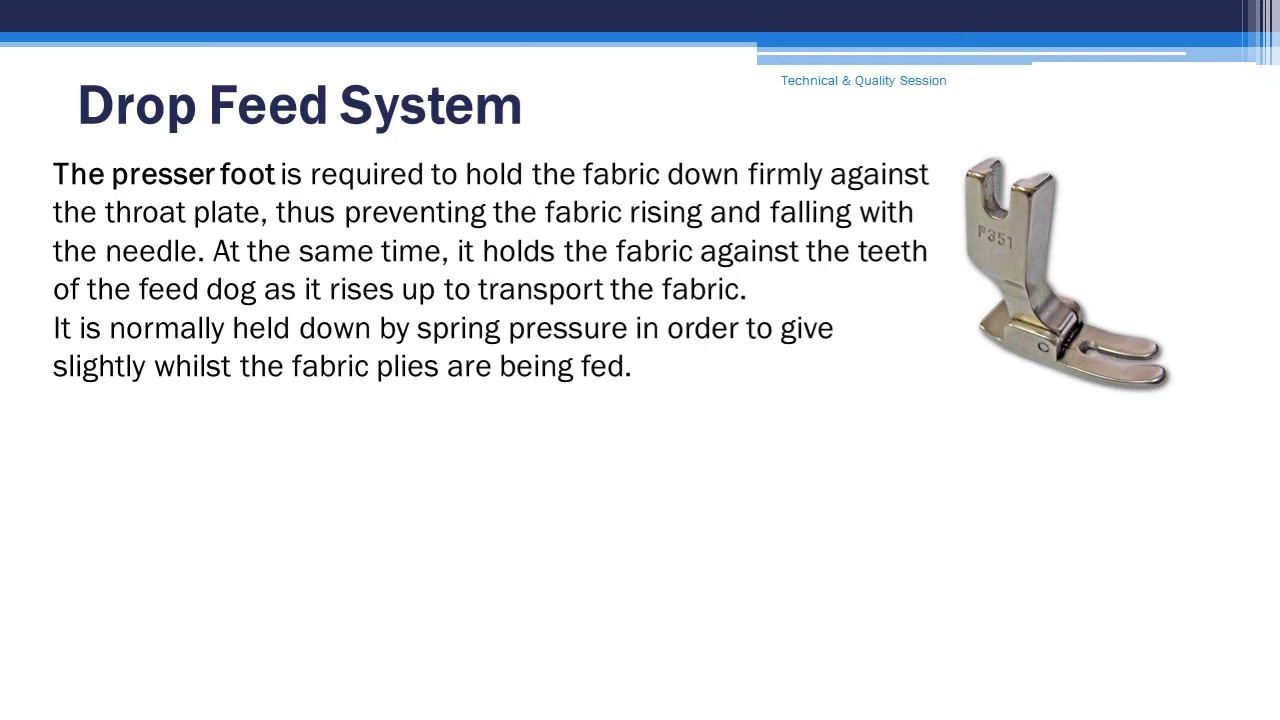 Technical & Quality Session
Drop Feed System
The presser foot is required to hold the fabric down firmly against
the throat plate, thus preventing the fabric rising and falling with
the needle. At the same time, it holds the fabric against the teeth
of the feed dog as it rises up to transport the fabric.
It is normally held down by spring pressure in order to give
slightly whilst the fabric plies are being fed.
P351